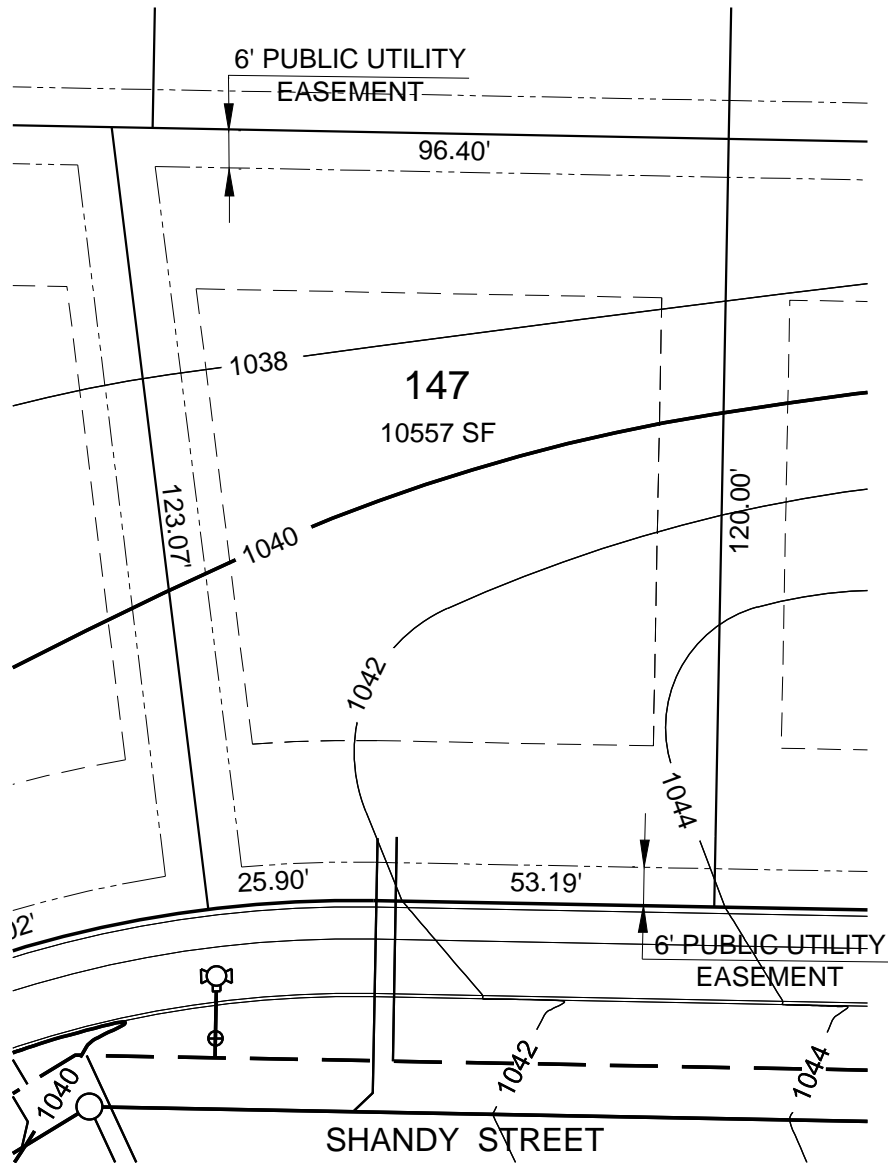 6' PUBLIC UTILITY
EASEMENT
96.40'
1038
147
10557 SF
123.07'
1040
120.00'
1042
1044
25.90'
53.19'
02'
6' PUBLIC UTILITY
EASEMENT
1040
1042
1044
SHANDY STREET